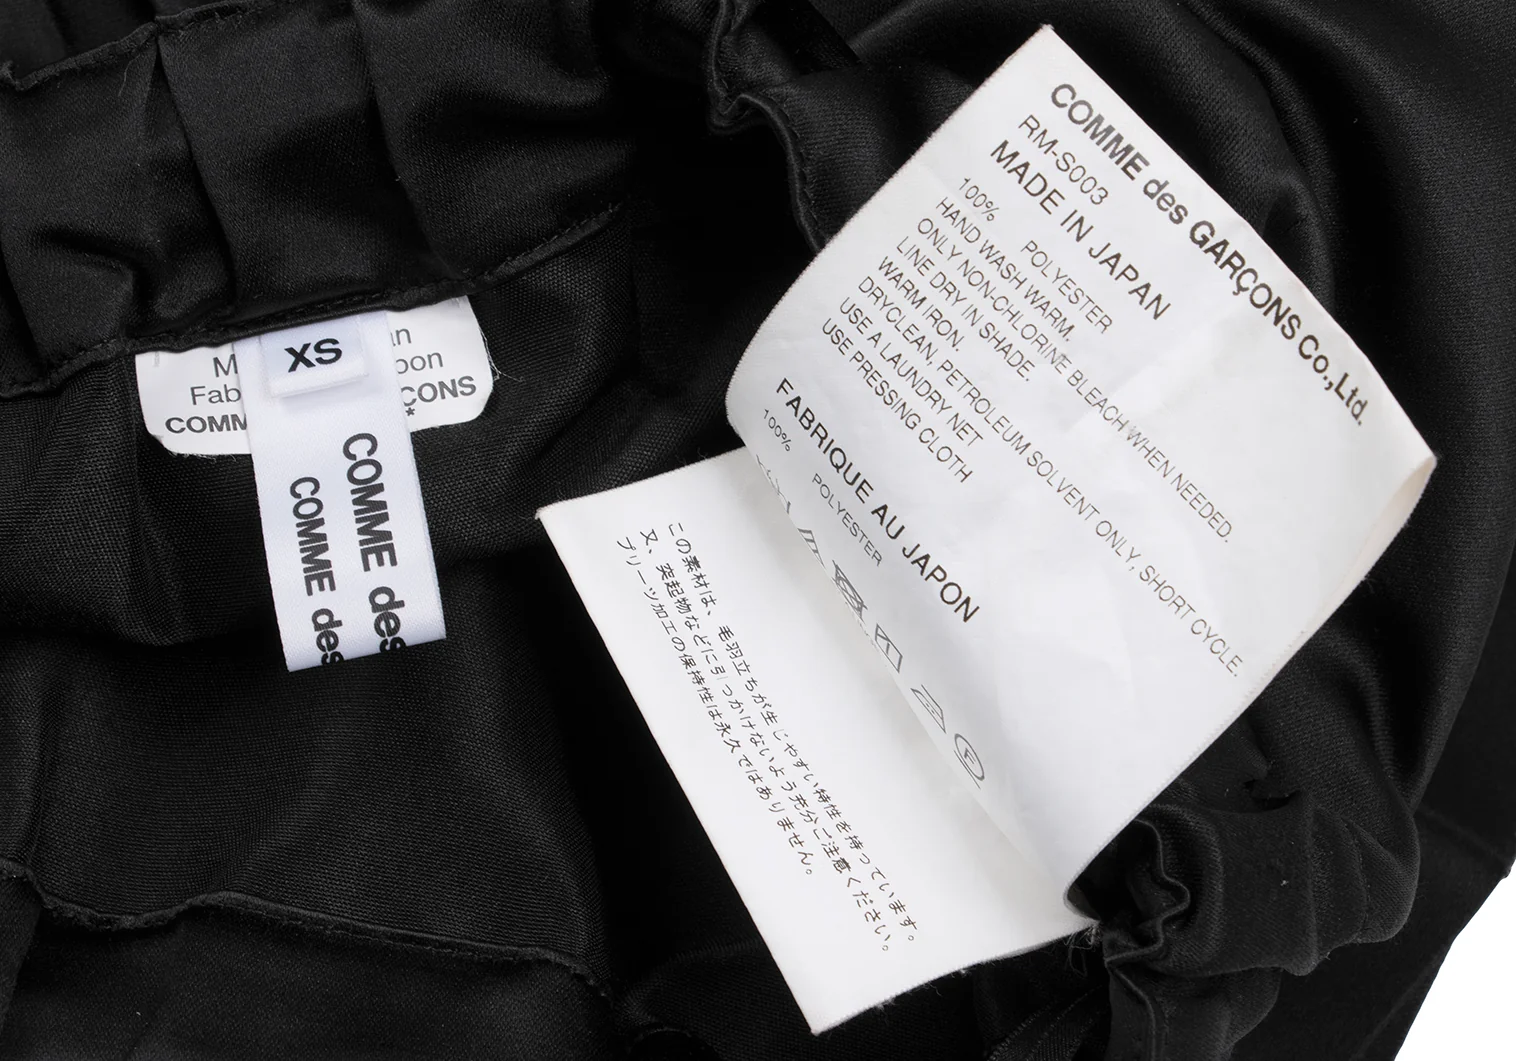 XS
COMME des
COMME des
COMME des GARÇONS Co.,Ltd.
RM-S003
MADE IN JAPAN
100% POLYESTER
HAND WASH WARM.
ONLY NON-CHLORINE BLEACH WHEN NEEDED.
LINE DRY IN SHADE.
WARM IRON.
DRYCLEAN, PETROLEUM SOLVENT ONLY, SHORT CYCLE.
USE A LAUNDRY NET
USE PRESSING CLOTH
FABRIQUE AU JAPON
100% POLYESTER
F
この素材は、毛羽立ちが生じやすい特性を持っています。
又、突起物などに引っかけないよう充分ご注意ください。
プリーツ加工の保持性は永久ではありません。